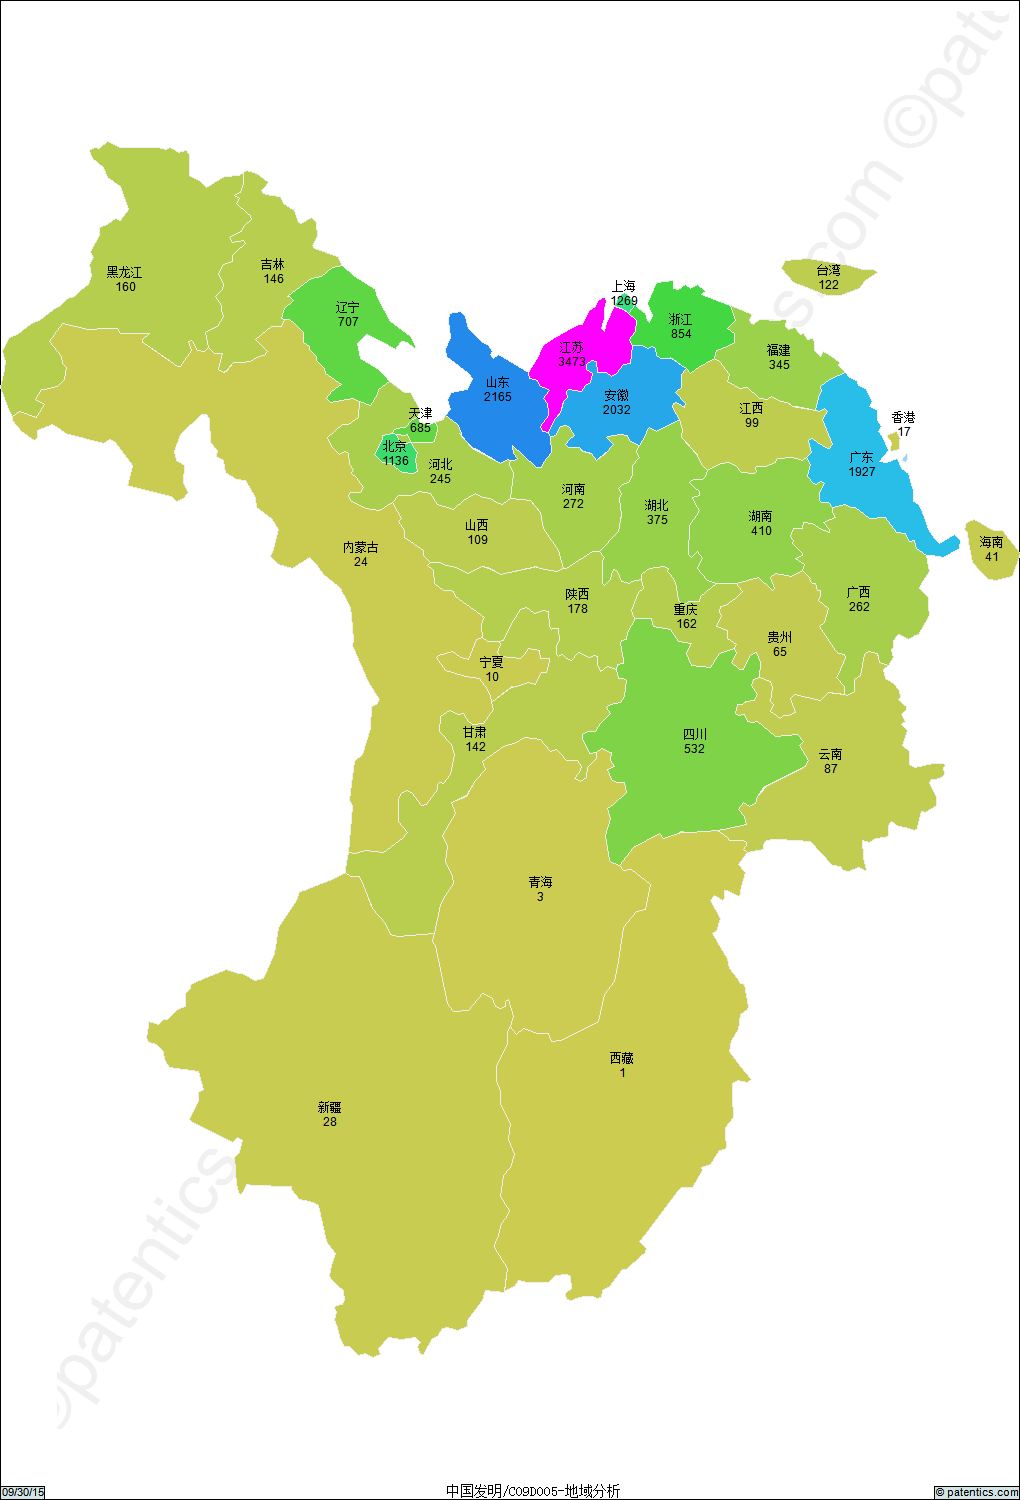 ©patentics.com ©patentics.com
黑龙江
160
吉林
146
辽宁
707
台湾
122
上海
1269
浙江
854
江苏
3473
福建
345
山东
2165
安徽
2032
江西
99
香港
17
天津
685
北京
1136
河北
245
广东
1927
河南
272
湖北
375
湖南
410
山西
109
内蒙古
24
海南
41
陕西
178
重庆
162
广西
262
贵州
65
宁夏
10
甘肃
142
四川
532
云南
87
青海
3
西藏
1
新疆
28
09/30/15
中国发明/C09D005-地域分析
© patentics.com